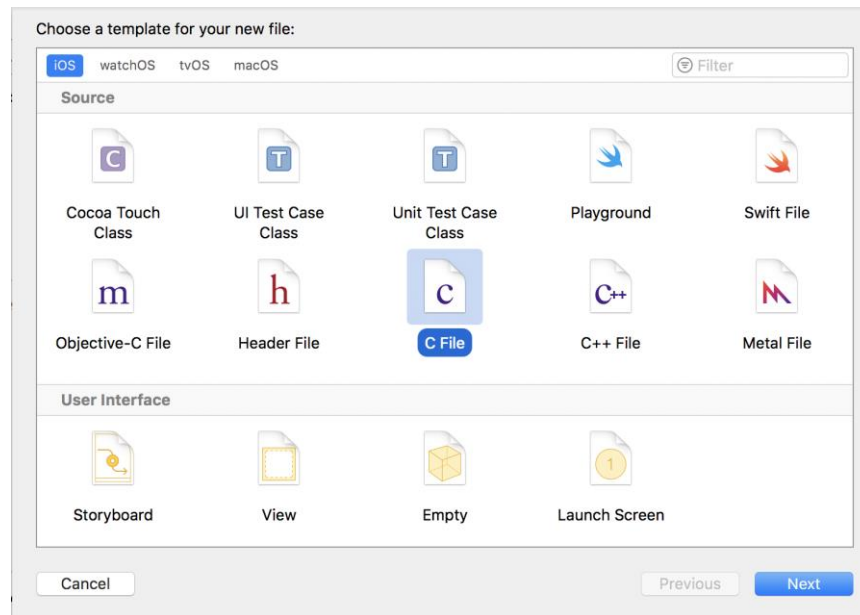 Choose a template for your new file:
iOS watchOS tvOS macOS Filter
Source
C T T
Cocoa Touch Class UI Test Case Class Unit Test Case Class Playground Swift File
m h c C++
Objective-C File Header File C File C++ File Metal File
User Interface
1
Storyboard View Empty Launch Screen
Cancel Previous Next